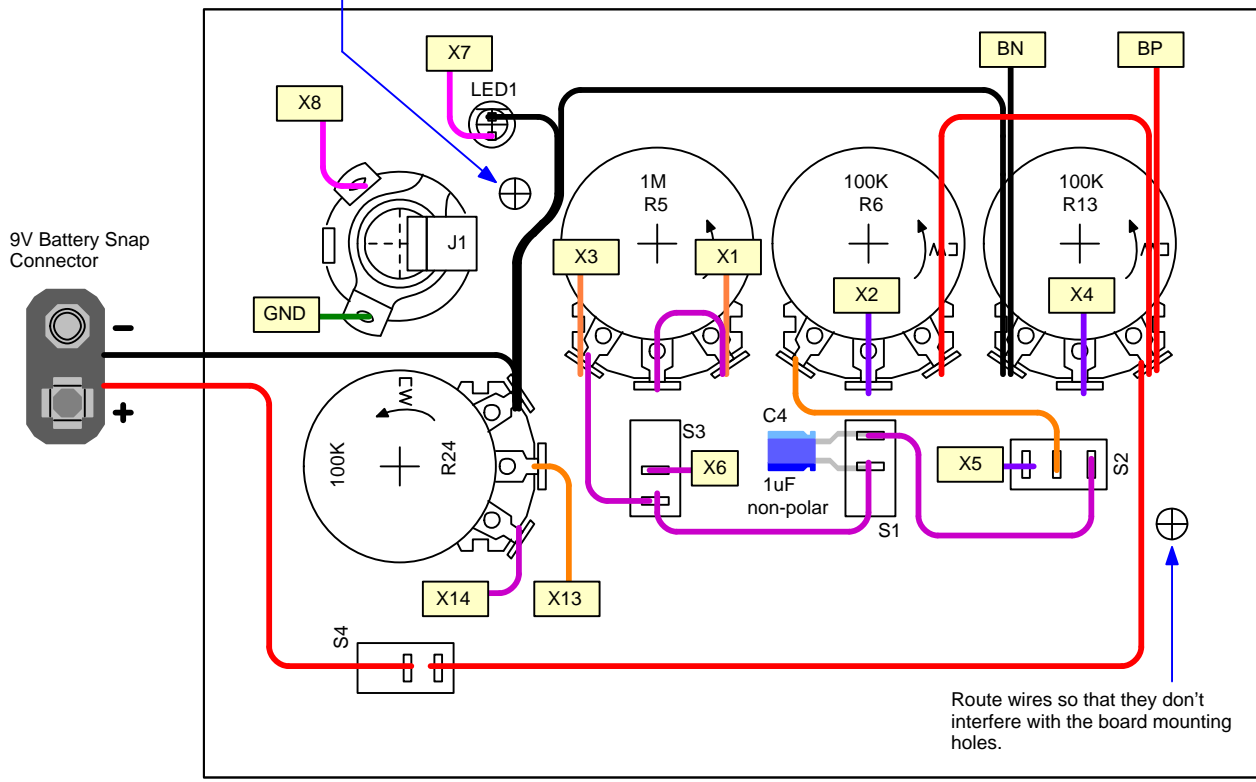 X7
BN
BP
LED1
X8
1M
R5
100K
R6
100K
R13
J1
9V Battery Snap
Connector
X3
X1
CW
CW
X2
X4
GND
-
+
CW
100K
R24
C4
S3
X6
1uF
non-polar
S1
X5
S2
X14
X13
S4
Route wires so that they don't
interfere with the board mounting
holes.